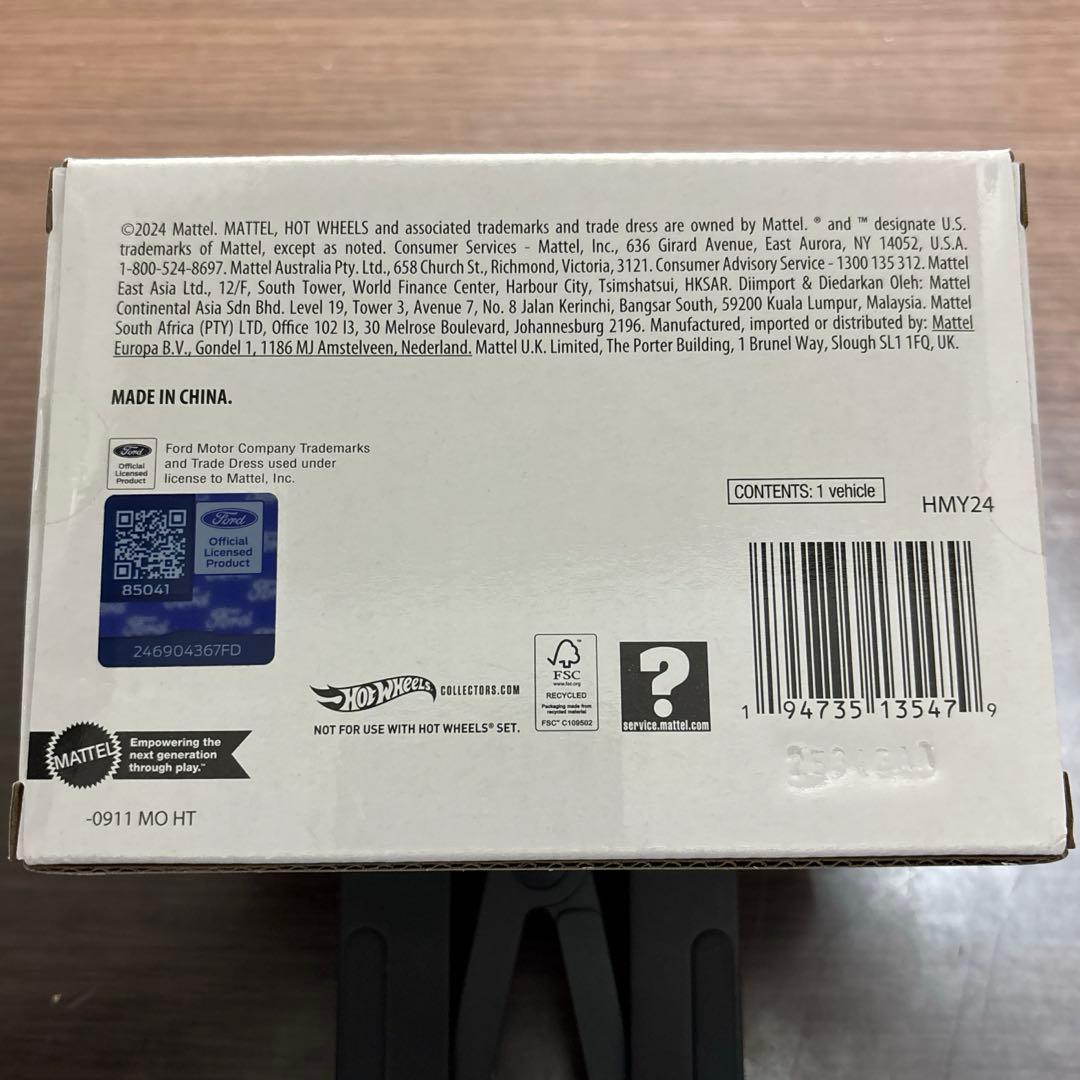 ©2024 Mattel. MATTEL, HOT WHEELS and associated trademarks and trade dress are owned by Mattel. ® and ™ designate U.S.
trademarks of Mattel, except as noted. Consumer Services - Mattel, Inc., 636 Girard Avenue, East Aurora, NY 14052, U.S.A.
1-800-524-8697. Mattel Australia Pty. Ltd., 658 Church St., Richmond, Victoria, 3121. Consumer Advisory Service - 1300 135 312. Mattel
East Asia Ltd., 12/F, South Tower, World Finance Center, Harbour City, Tsimshatsui, HKSAR. Diimport & Diedarkan Oleh: Mattel
Continental Asia Sdn Bhd. Level 19, Tower 3, Avenue 7, No. 8 Jalan Kerinchi, Bangsar South, 59200 Kuala Lumpur, Malaysia. Mattel
South Africa (PTY) LTD, Office 102 I3, 30 Melrose Boulevard, Johannesburg 2196. Manufactured, imported or distributed by: Mattel
Europa B.V., Gondel 1, 1186 MJ Amstelveen, Nederland. Mattel U.K. Limited, The Porter Building, 1 Brunel Way, Slough SL1 1FQ, UK.
MADE IN CHINA.
Ford
Official
Licensed
Product
Ford Motor Company Trademarks
and Trade Dress used under
license to Mattel, Inc.
CONTENTS: 1 vehicle
HMY24
Ford
Official
Licensed
Product
85041
Ford
Ford
246904367FD
HOT WHEELS COLLECTORS.COM
NOT FOR USE WITH HOT WHEELS® SET.
FSC
www.fsc.org
RECYCLED
Packaging made from
recycled material
FSC™ C109502
?
service.mattel.com
1 94735 13547 9
MATTEL
Empowering the
next generation
through play.™
-0911 MO HT